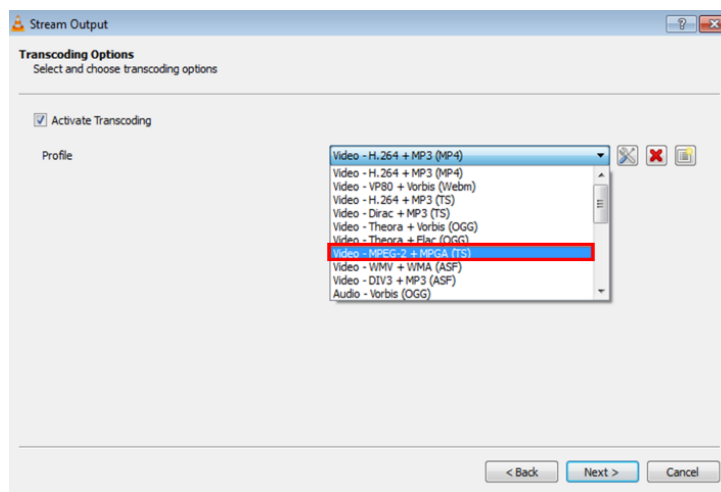 Stream Output
Transcoding Options
Select and choose transcoding options
Activate Transcoding
Profile
Video - H.264 + MP3 (MP4)
Video - H.264 + MP3 (MP4)
Video - VP80 + Vorbis (Webm)
Video - H.264 + MP3 (TS)
Video - Dirac + MP3 (TS)
Video - Theora + Vorbis (OGG)
Video - Theora + Flac (OGG)
Video - MPEG-2 + MPGA (TS)
Video - WMV + WMA (ASF)
Video - DIV3 + MP3 (ASF)
Audio - Vorbis (OGG)
< Back Next > Cancel